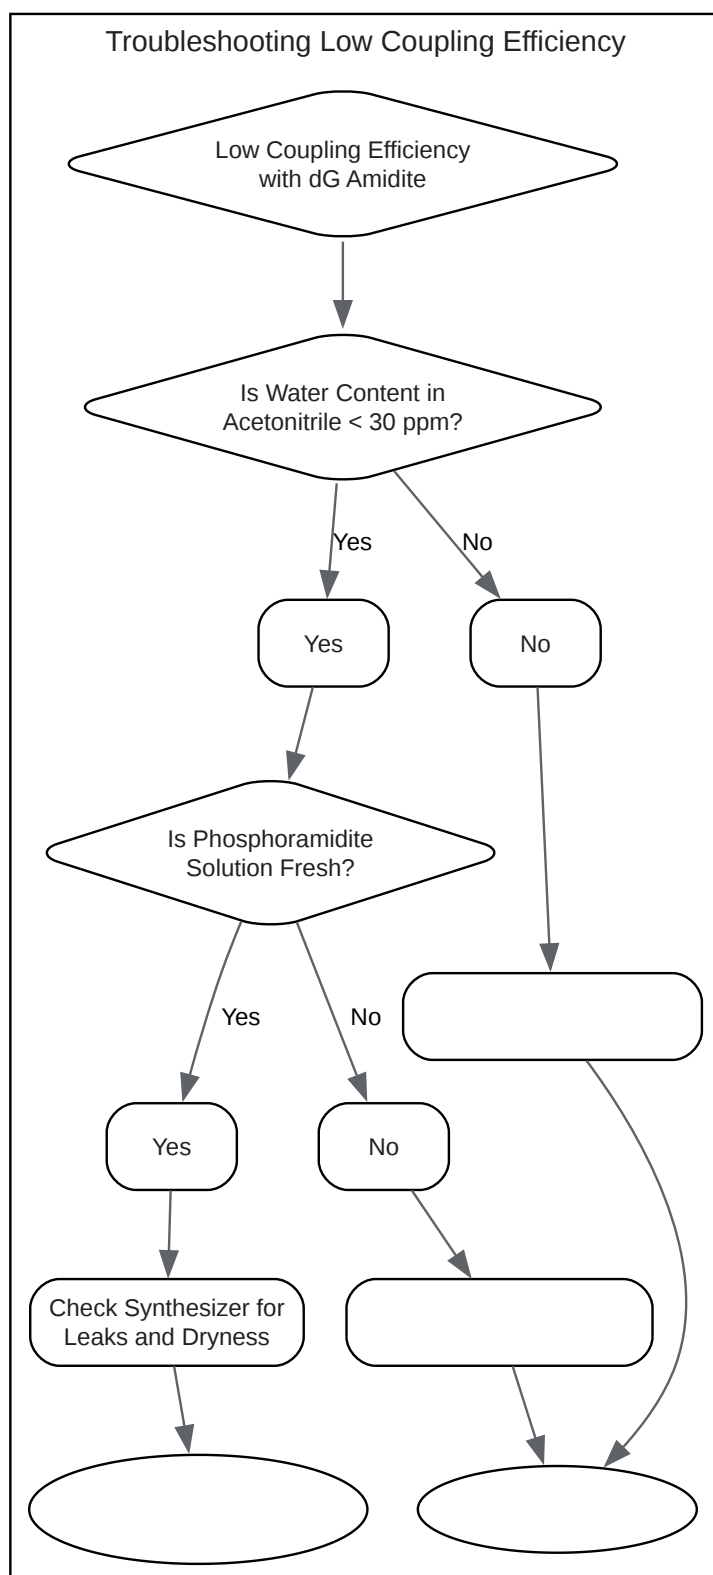 Troubleshooting Low Coupling Efficiency
Low Coupling Efficiency
with dG Amidite
Is Water Content in
Acetonitrile < 30 ppm?
Yes
No
Yes
No
Is Phosphoramidite
Solution Fresh?
Yes
No
Yes
No
Check Synthesizer for
Leaks and Dryness